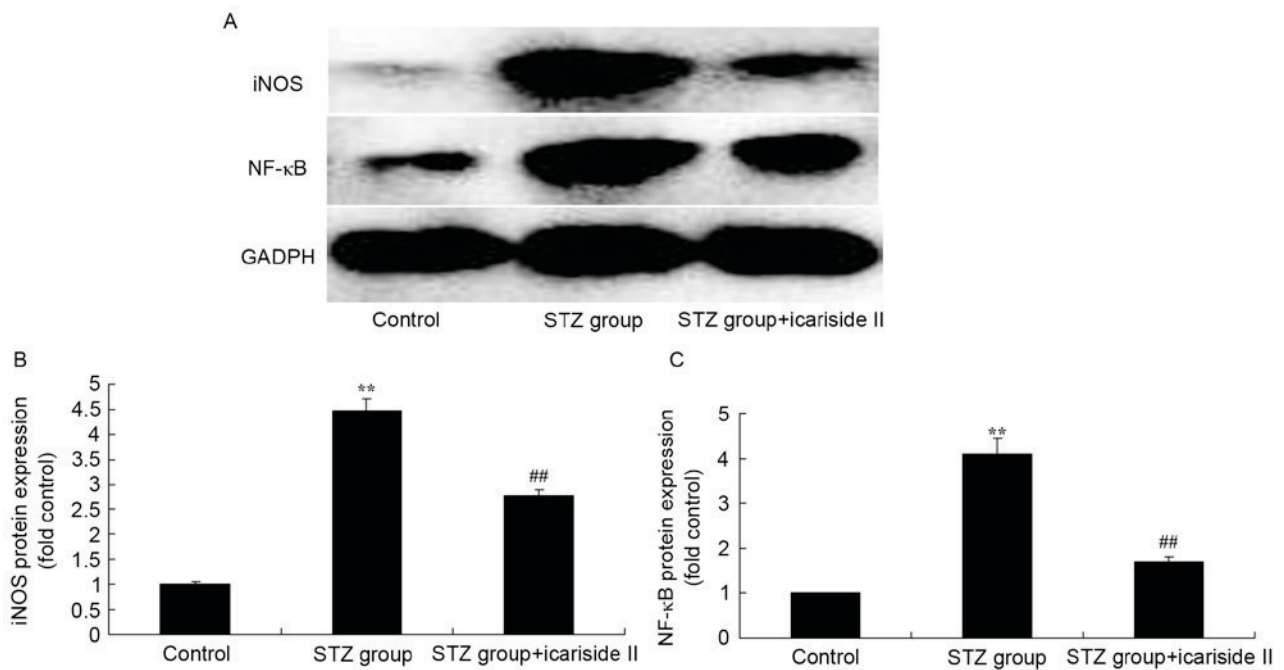 A
iNOS
NF-κB
GADPH
Control STZ group STZ group+icariside II
B
iNOS protein expression
(fold control)
5
4.5
4
3.5
3
2.5
2
1.5
1
0.5
0
**
##
Control STZ group STZ group+icariside II
C
NF-κB protein expression
(fold control)
5
4
3
2
1
0
**
##
Control STZ group STZ group+icariside II